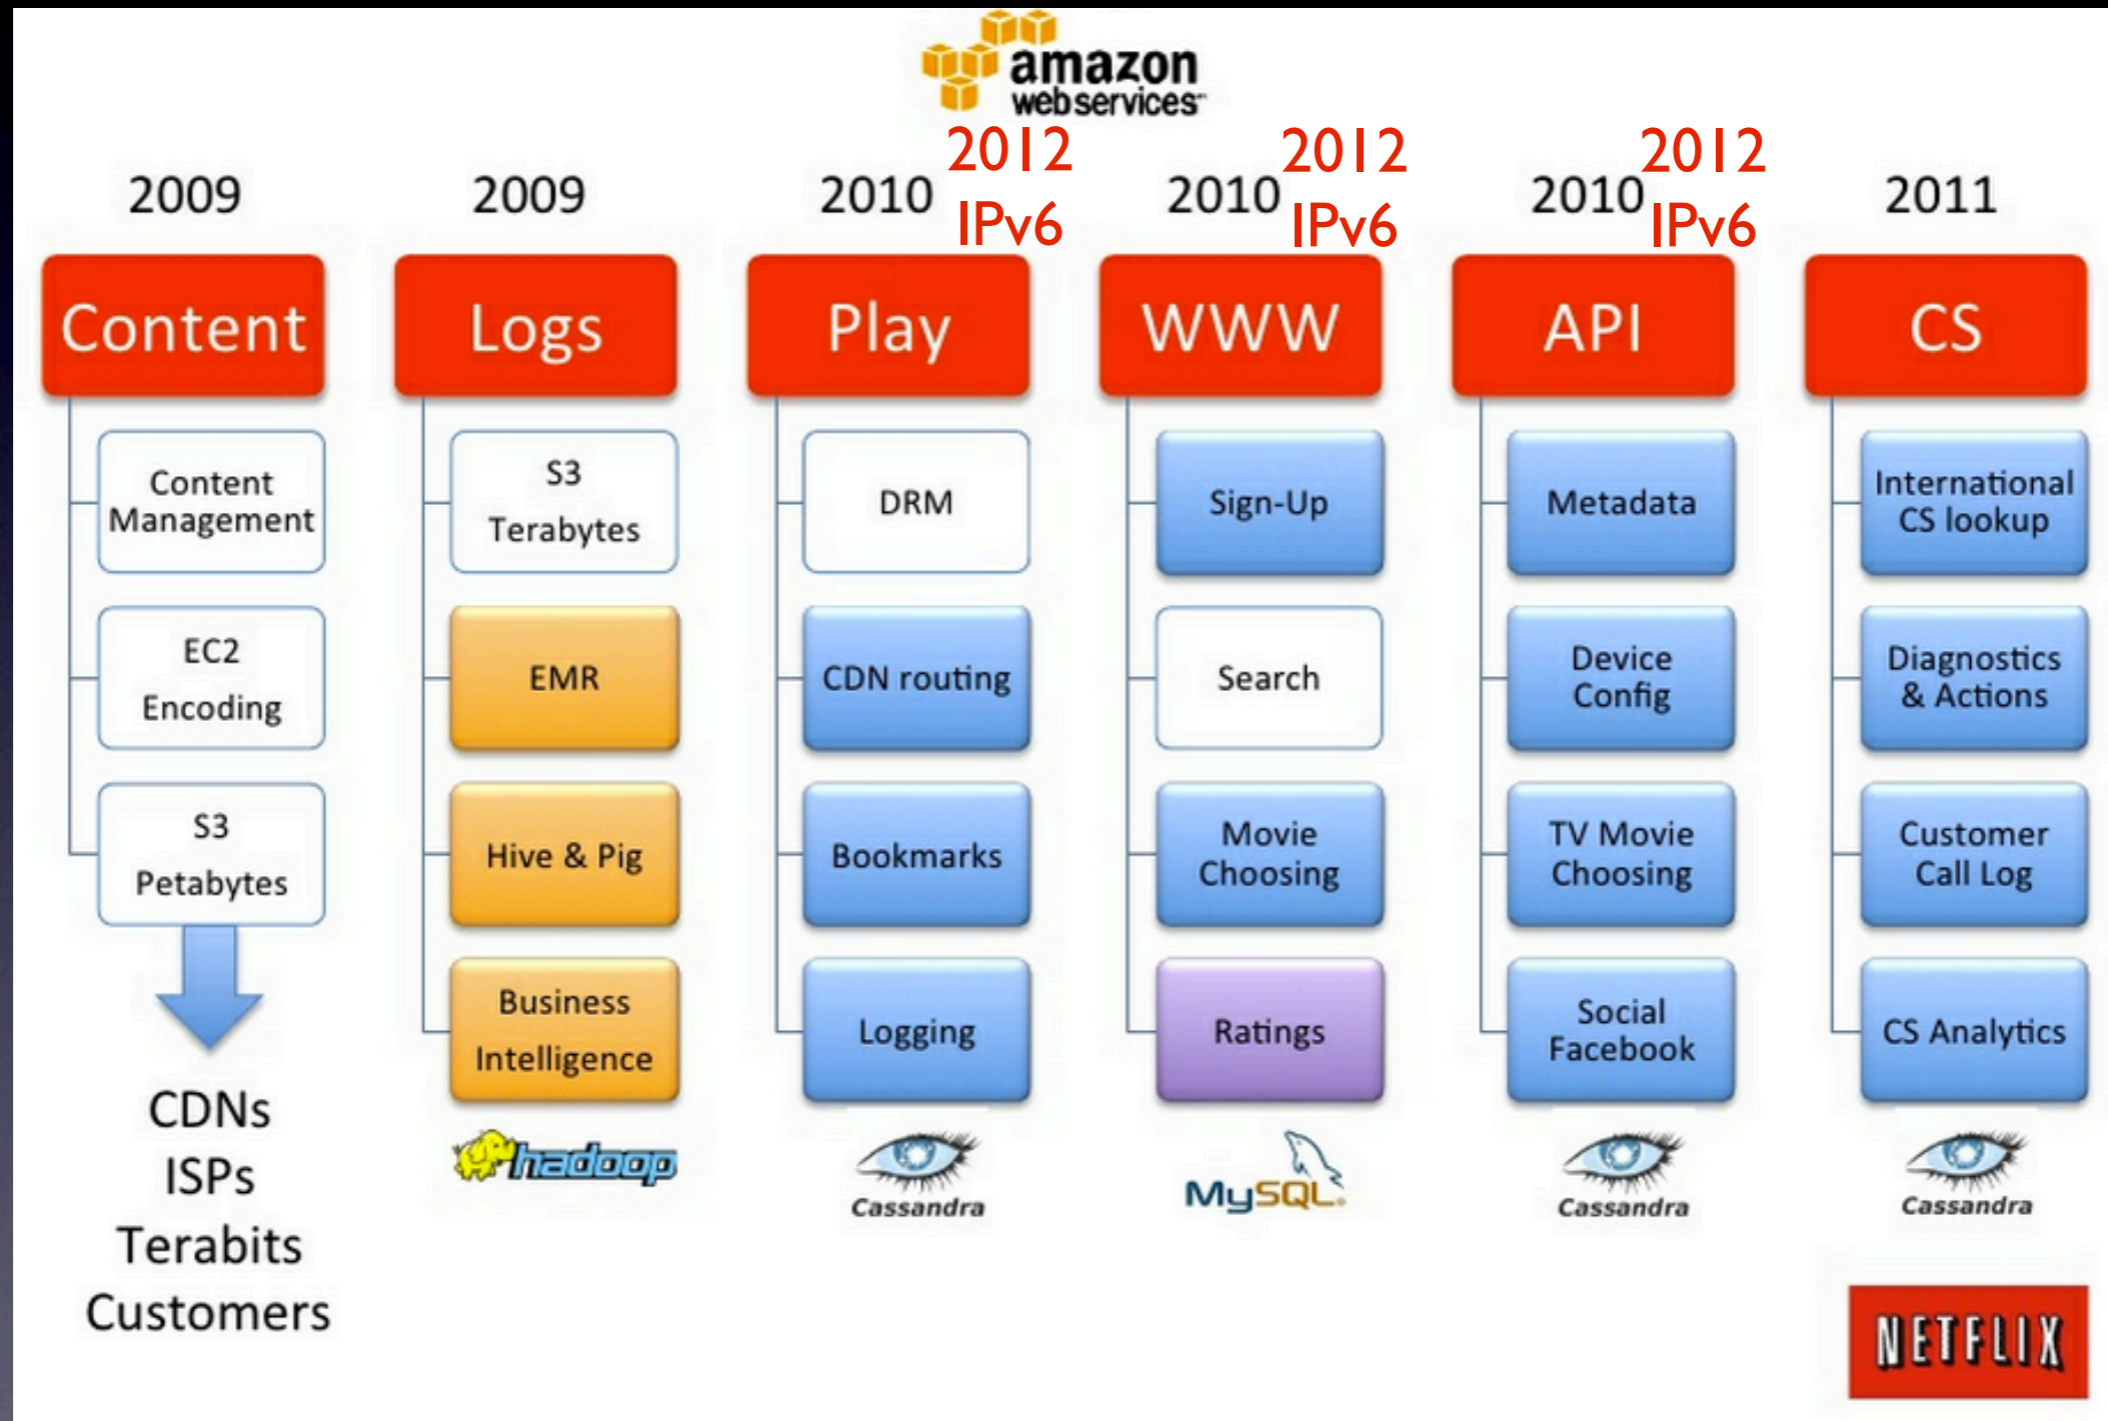 amazon
webservices™
2009
Content
Content
Management
EC2
Encoding
S3
Petabytes
CDNs
ISPs
Terabits
Customers
2009
Logs
S3
Terabytes
EMR
Hive & Pig
Business
Intelligence
hadoop
2010
2012
IPv6
Play
DRM
CDN routing
Bookmarks
Logging
Cassandra
2010
2012
IPv6
WWW
Sign-Up
Search
Movie
Choosing
Ratings
MySQL®
2010
2012
IPv6
API
Metadata
Device
Config
TV Movie
Choosing
Social
Facebook
Cassandra
2011
CS
International
CS lookup
Diagnostics
& Actions
Customer
Call Log
CS Analytics
Cassandra
NETFLIX